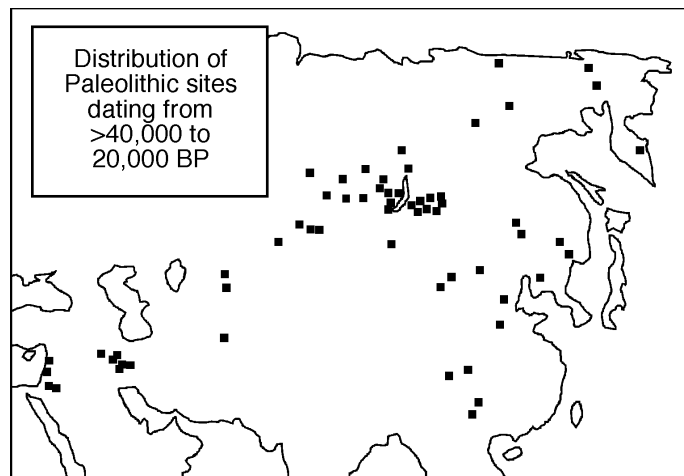 Distribution of
Paleolithic sites
dating from
>40,000 to
20,000 BP